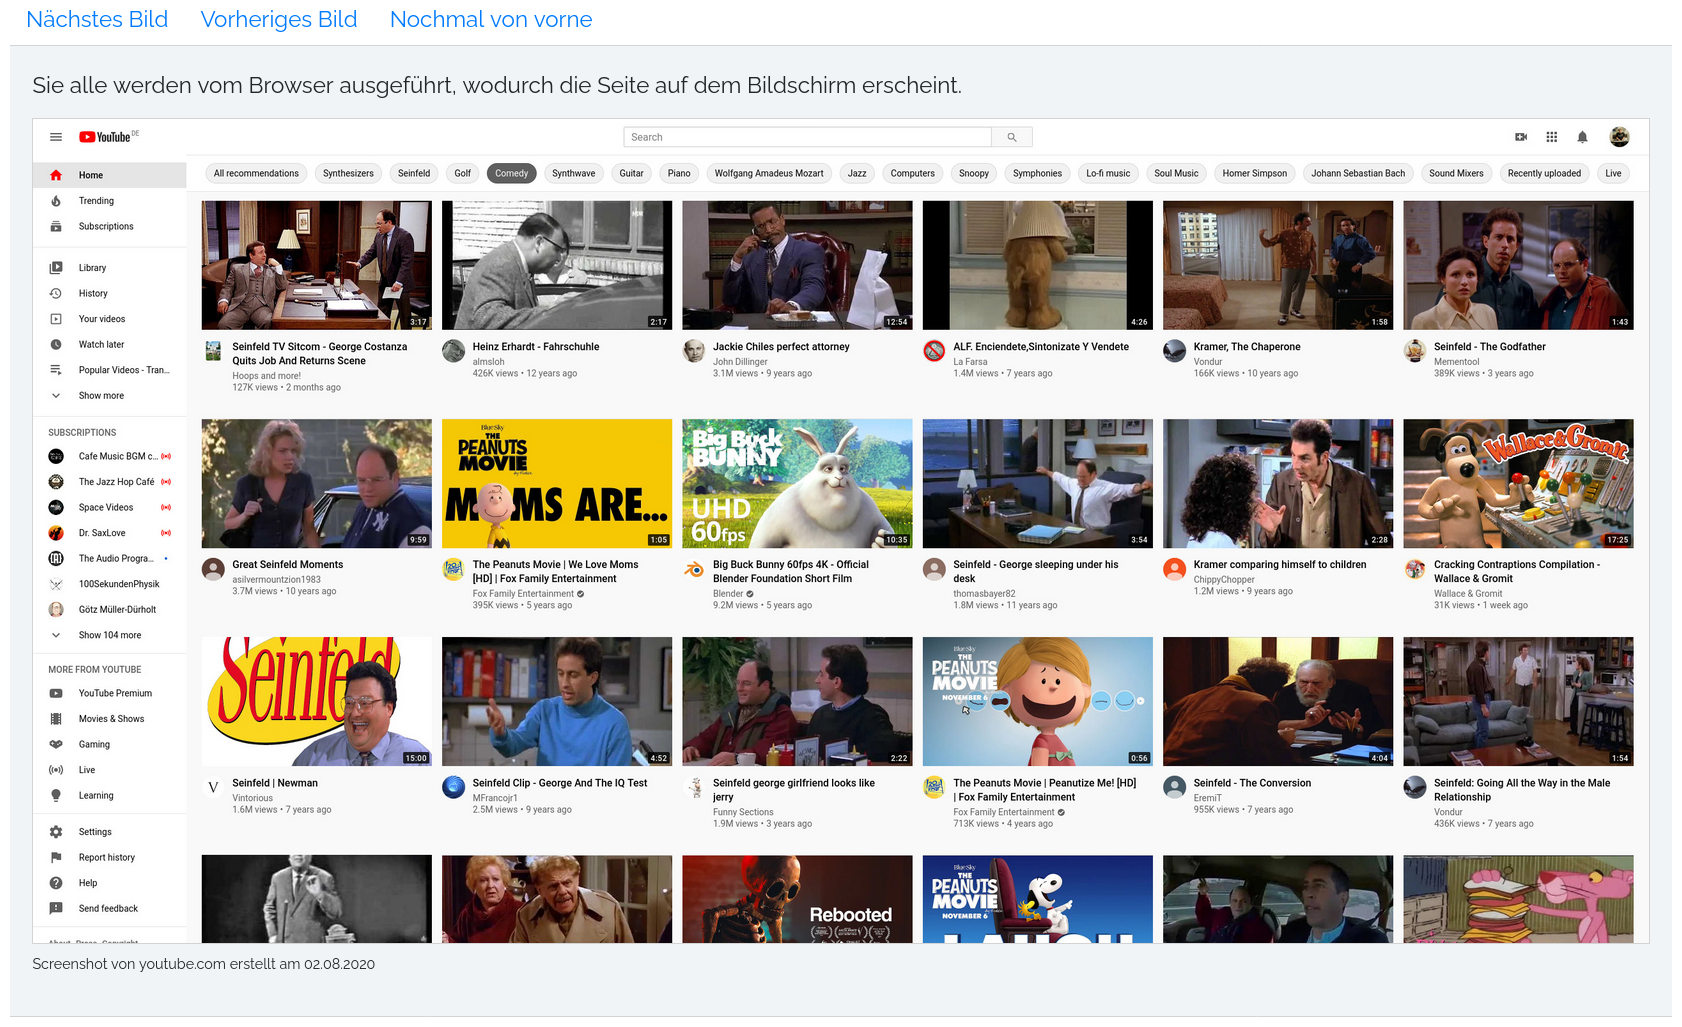 Nächstes Bild Vorheriges Bild Nochmal von vorne
Sie alle werden vom Browser ausgeführt, wodurch die Seite auf dem Bildschirm erscheint.
YouTube DE
Search
Home
Trending
Subscriptions
Library
History
Your videos
Watch later
Popular Videos - Tran...
Show more
SUBSCRIPTIONS
Cafe Music BGM c...
The Jazz Hop Café
Space Videos
Dr. SaxLove
The Audio Progra...
100SekundenPhysik
Götz Müller-Dürholt
Show 104 more
MORE FROM YOUTUBE
YouTube Premium
Movies & Shows
Gaming
Live
Learning
Settings
Report history
Help
Send feedback
About Press Copyright
All recommendations Synthesizers Seinfeld Golf Comedy Synthwave Guitar Piano Wolfgang Amadeus Mozart Jazz Computers Snoopy Symphonies Lo-fi music Soul Music Homer Simpson Johann Sebastian Bach Sound Mixers Recently uploaded Live
3:17
Seinfeld TV Sitcom - George Costanza
Quits Job And Returns Scene
Hoops and more!
127K views • 2 months ago
2:17
Heinz Erhardt - Fahrschuhle
almsloh
426K views • 12 years ago
12:54
Jackie Chiles perfect attorney
John Dillinger
3.1M views • 9 years ago
4:26
ALF. Enciendete,Sintonizate Y Vendete
La Farsa
1.4M views • 7 years ago
1:58
Kramer, The Chaperone
Vondur
166K views • 10 years ago
1:43
Seinfeld - The Godfather
Mementool
389K views • 3 years ago
9:59
Great Seinfeld Moments
asilvermountzion1983
3.7M views • 10 years ago
BlueSky
THE
PEANUTS
MOVIE
M MS ARE...
1:05
The Peanuts Movie | We Love Moms
[HD] | Fox Family Entertainment
Fox Family Entertainment
395K views • 5 years ago
Big Buck
BUNNY
UHD
60fps
10:35
Big Buck Bunny 60fps 4K - Official
Blender Foundation Short Film
Blender
9.2M views • 5 years ago
3:54
Seinfeld - George sleeping under his
desk
thomasbayer82
1.8M views • 11 years ago
2:28
Kramer comparing himself to children
ChippyChopper
1.2M views • 9 years ago
Wallace & Gromit
17:25
Cracking Contraptions Compilation -
Wallace & Gromit
Wallace & Gromit
31K views • 1 week ago
Seinfeld
15:00
V
Seinfeld | Newman
Vintorious
1.6M views • 7 years ago
4:52
Seinfeld Clip - George And The IQ Test
MFrancojr1
2.5M views • 9 years ago
2:22
Seinfeld george girlfriend looks like
jerry
Funny Sections
1.9M views • 3 years ago
BlueSky
THE
PEANUTS
MOVIE
NOVEMBER 6
0:56
The Peanuts Movie | Peanutize Me! [HD]
| Fox Family Entertainment
Fox Family Entertainment
713K views • 4 years ago
4:04
Seinfeld - The Conversion
EremiT
955K views • 7 years ago
1:54
Seinfeld: Going All the Way in the Male
Relationship
Vondur
436K views • 7 years ago
Rebooted
BlueSky
THE
PEANUTS
MOVIE
NOVEMBER 6
LAUGH
Screenshot von youtube.com erstellt am 02.08.2020